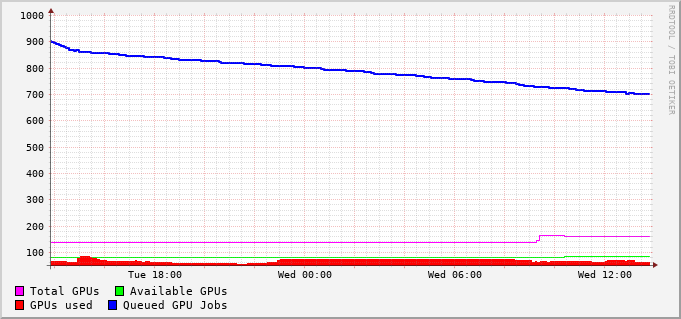 1000
900
800
700
600
500
400
300
200
100
Tue 18:00 Wed 00:00 Wed 06:00 Wed 12:00
Total GPUs Available GPUs
GPUs used Queued GPU Jobs
RRDTOOL / TOBI OETIKER